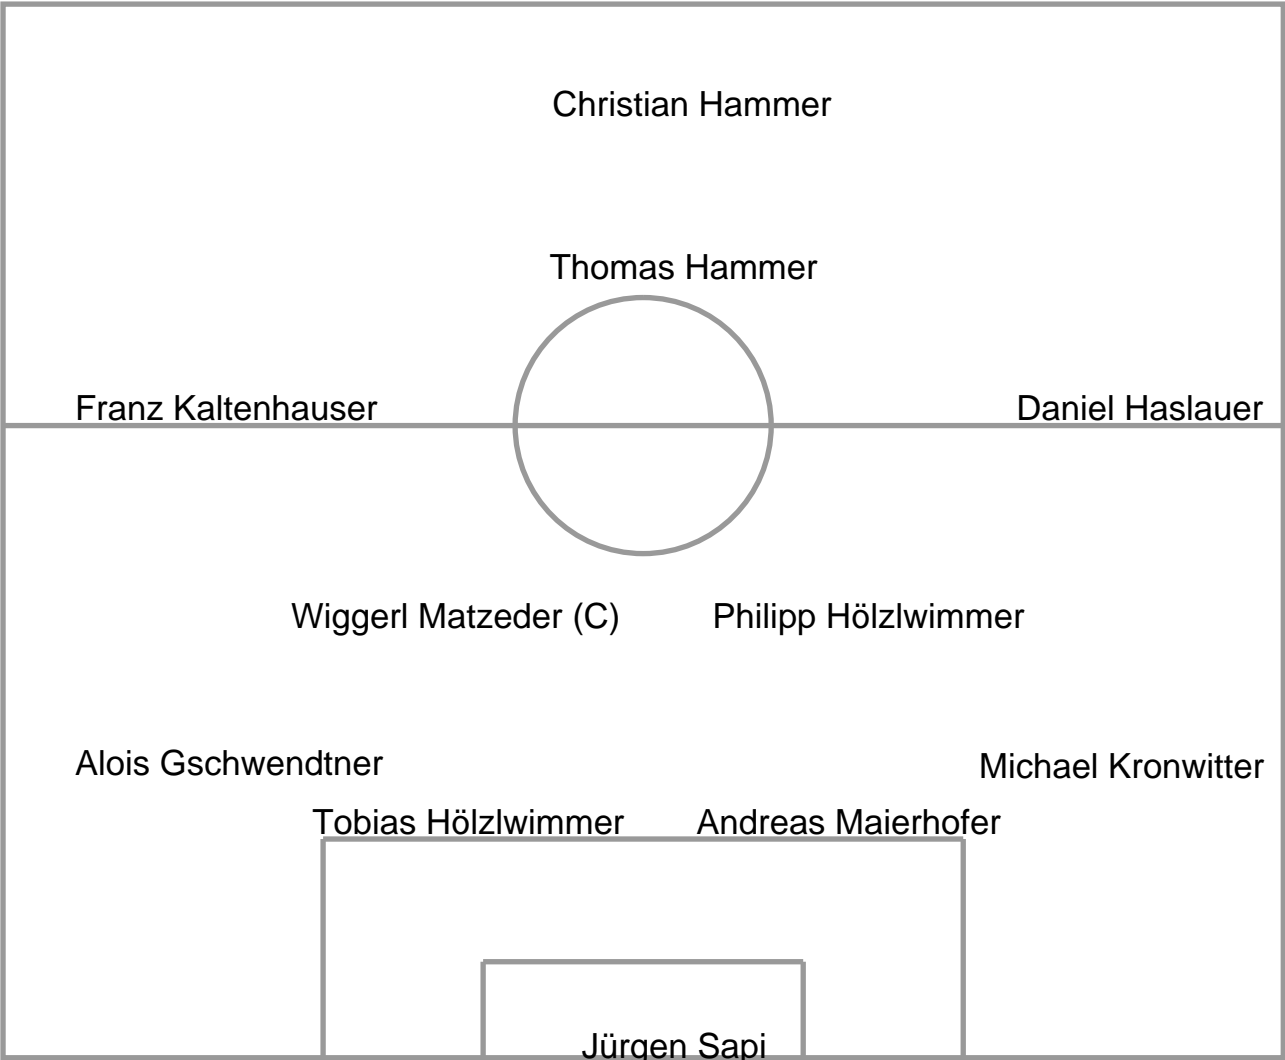 Christian Hammer
Thomas Hammer
Franz Kaltenhauser
Daniel Haslauer
Wiggerl Matzeder (C)
Philipp Hölzlwimmer
Alois Gschwendtner
Michael Kronwitter
Tobias Hölzlwimmer
Andreas Maierhofer
Jürgen Sapi